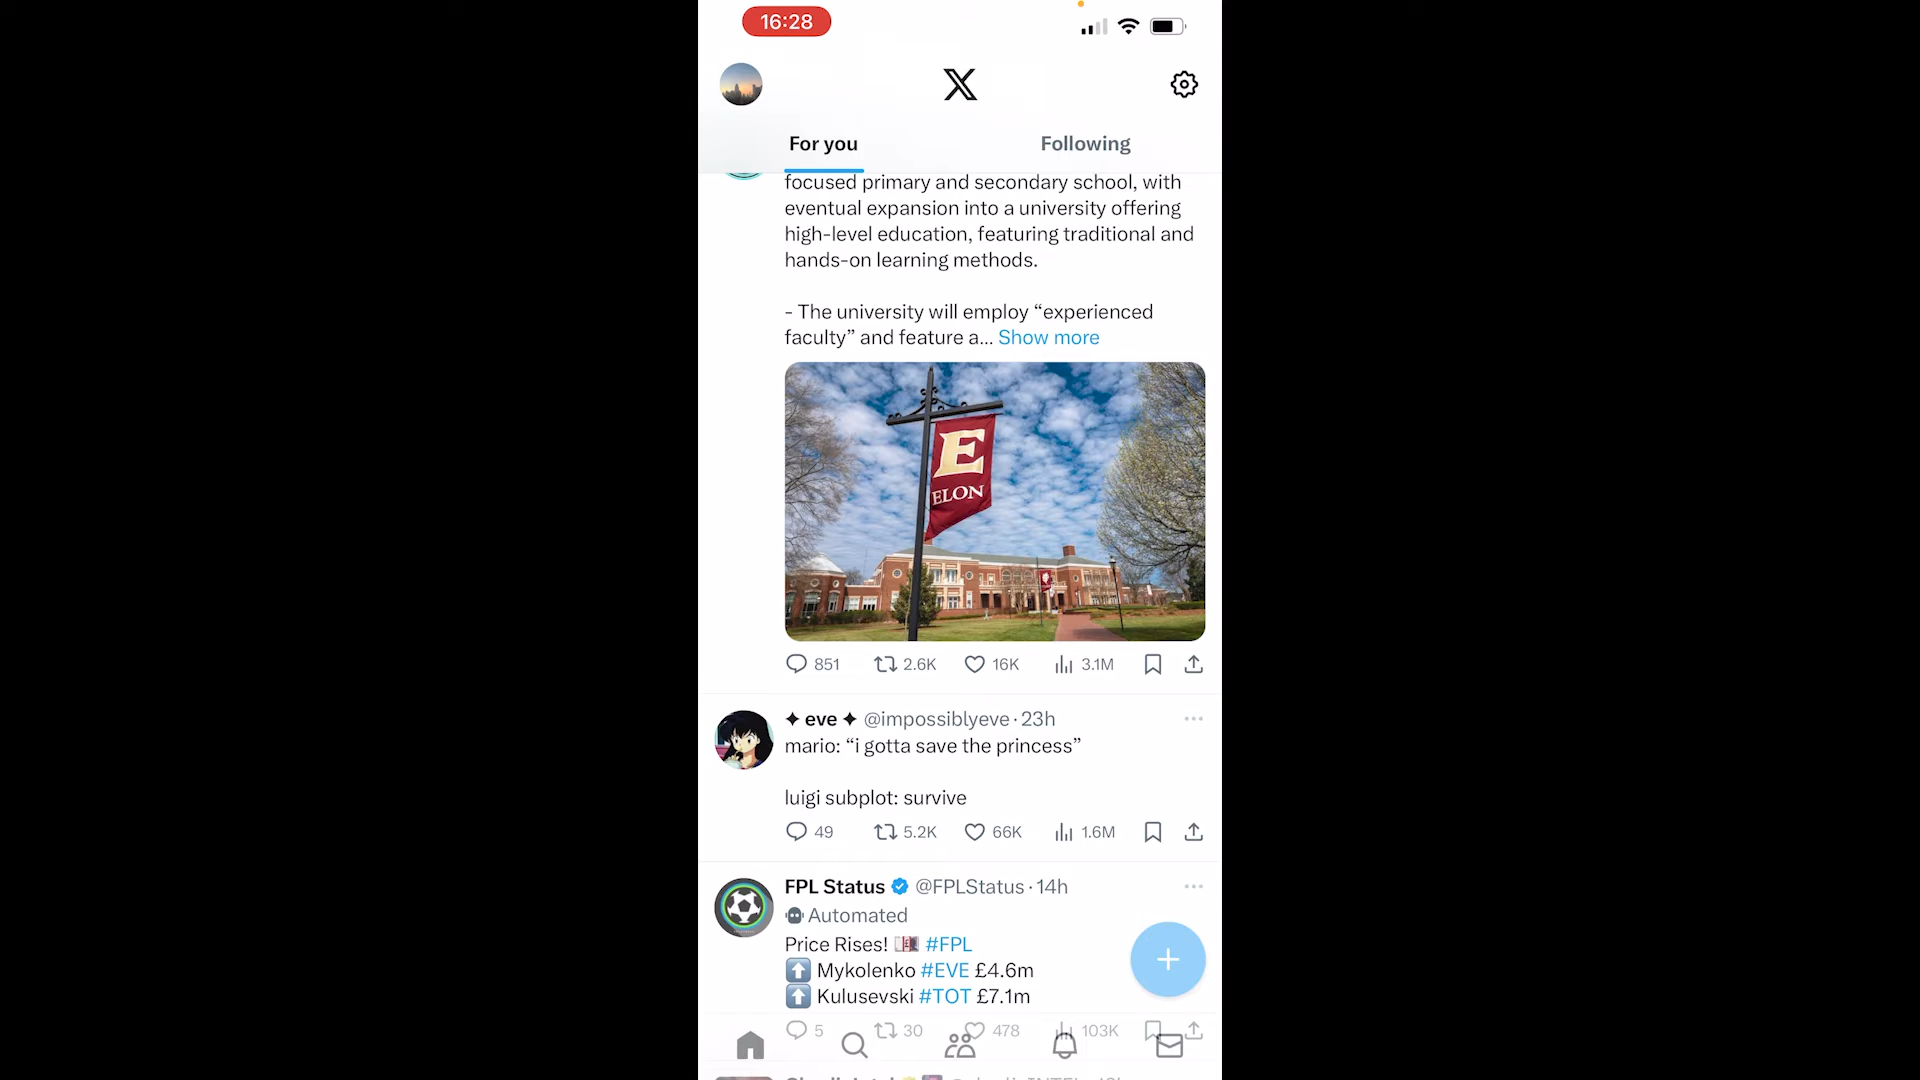 16:28
For you
Following
focused primary and secondary school, with
eventual expansion into a university offering
high-level education, featuring traditional and
hands-on learning methods.
- The university will employ “experienced
faculty” and feature a... Show more
E
ELON
851 2.6K 16K 3.1M
✦ eve ✦ @impossiblyeve · 23h
mario: “i gotta save the princess”
luigi subplot: survive
49 5.2K 66K 1.6M
FPL Status @FPLStatus · 14h
Automated
Price Rises! #FPL
Mykolenko #EVE £4.6m
Kulusevski #TOT £7.1m
5 30 478 103K